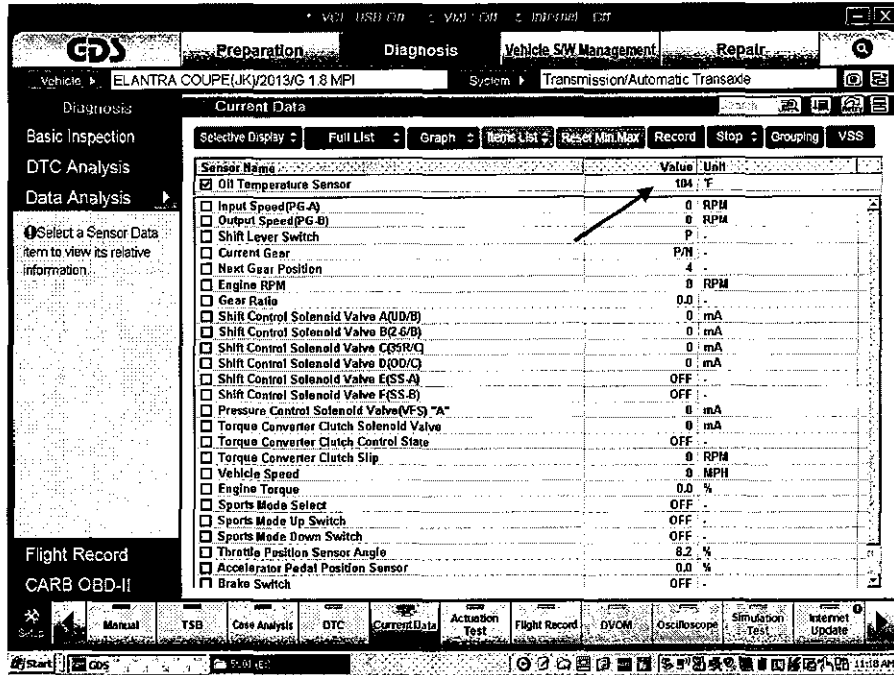 * VCI : USB On * VMI : Off * Internet : Off
GDS Preparation Diagnosis Vehicle S/W Management Repair
Vehicle ELANTRA COUPE(JK)/2013/G 1.8 MPI System Transmission/Automatic Transaxle
Diagnosis Current Data Search
Basic Inspection
DTC Analysis
Data Analysis
Select a Sensor Data
item to view its relative
information.
Flight Record
CARB OBD-II
Selective Display Full List Graph Items List Reset Min.Max Record Stop Grouping VSS
Sensor Name Value Unit
Oil Temperature Sensor 104 °F
Input Speed(PG-A) 0 RPM
Output Speed(PG-B) 0 RPM
Shift Lever Switch P -
Current Gear P/N -
Next Gear Position 4 -
Engine RPM 0 RPM
Gear Ratio 0.0 -
Shift Control Solenoid Valve A(UD/B) 0 mA
Shift Control Solenoid Valve B(2-6/B) 0 mA
Shift Control Solenoid Valve C(35R/C) 0 mA
Shift Control Solenoid Valve D(OD/C) 0 mA
Shift Control Solenoid Valve E(SS-A) OFF -
Shift Control Solenoid Valve F(SS-B) OFF -
Pressure Control Solenoid Valve(VFS) "A" 0 mA
Torque Converter Clutch Solenoid Valve 0 mA
Torque Converter Clutch Control State OFF -
Torque Converter Clutch Slip 0 RPM
Vehicle Speed 0 MPH
Engine Torque 0.0 %
Sports Mode Select OFF -
Sports Mode Up Switch OFF -
Sports Mode Down Switch OFF -
Throttle Position Sensor Angle 8.2 %
Accelerator Pedal Position Sensor 0.0 %
Brake Switch OFF -
Setup Manual TSB Case Analysis DTC Current Data Actuation Test Flight Record DVOM Oscilloscope Simulation Test Internet Update
Start GDS 11:18 AM